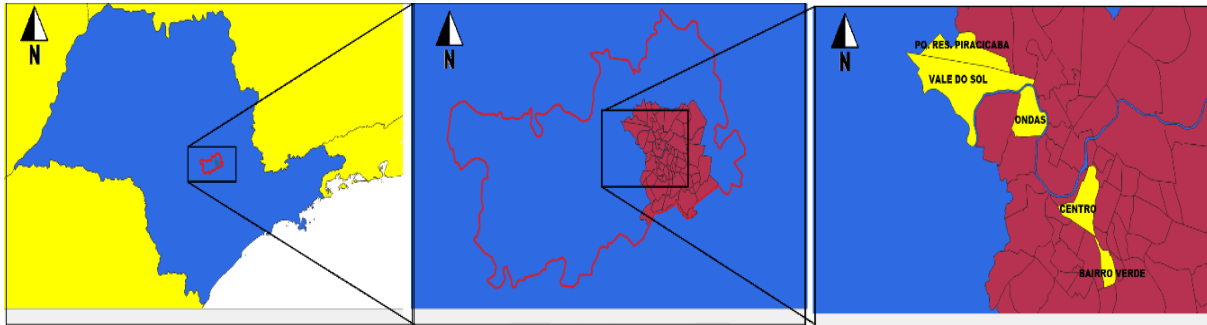 N
N
N
PQ. RES. PIRACICABA
VALE DO SOL
ONDAS
CENTRO
BAIRRO VERDE